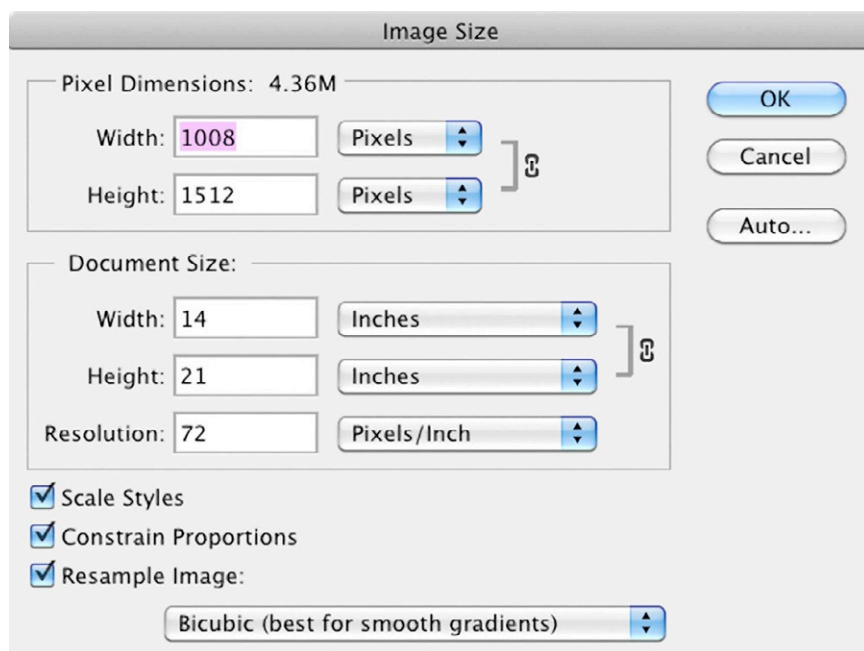 Image Size
Pixel Dimensions: 4.36M
OK
Width: 1008 Pixels
Cancel
Height: 1512 Pixels
Auto...
Document Size:
Width: 14 Inches
Height: 21 Inches
Resolution: 72 Pixels/Inch
Scale Styles
Constrain Proportions
Resample Image:
Bicubic (best for smooth gradients)